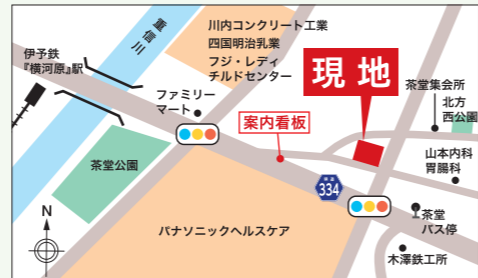 重信川
川内コンクリート工業
四国明治乳業
フジ・レディ
チルドセンター
伊予鉄
『横河原』駅
ファミリー
マート
現地
案内看板
茶堂集会所
北方
西公園
山本内科
胃腸科
茶堂公園
県道
334
パナソニックヘルスケア
茶堂
バス停
木澤鉄工所
N